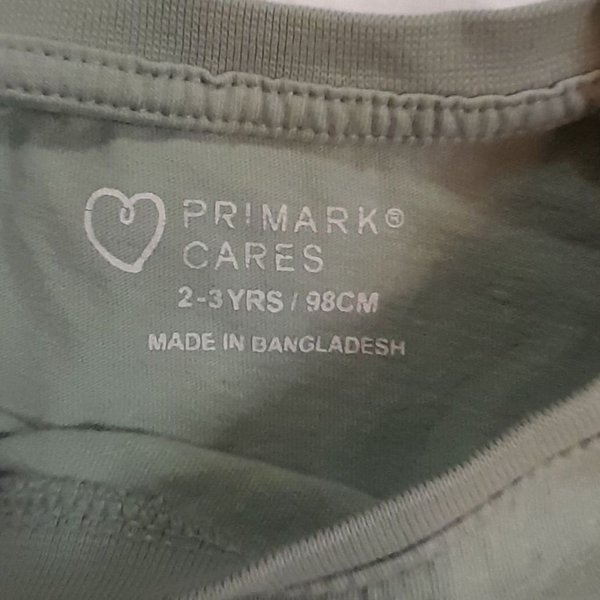 PRIMARK®
CARES
2-3YRS / 98CM
MADE IN BANGLADESH